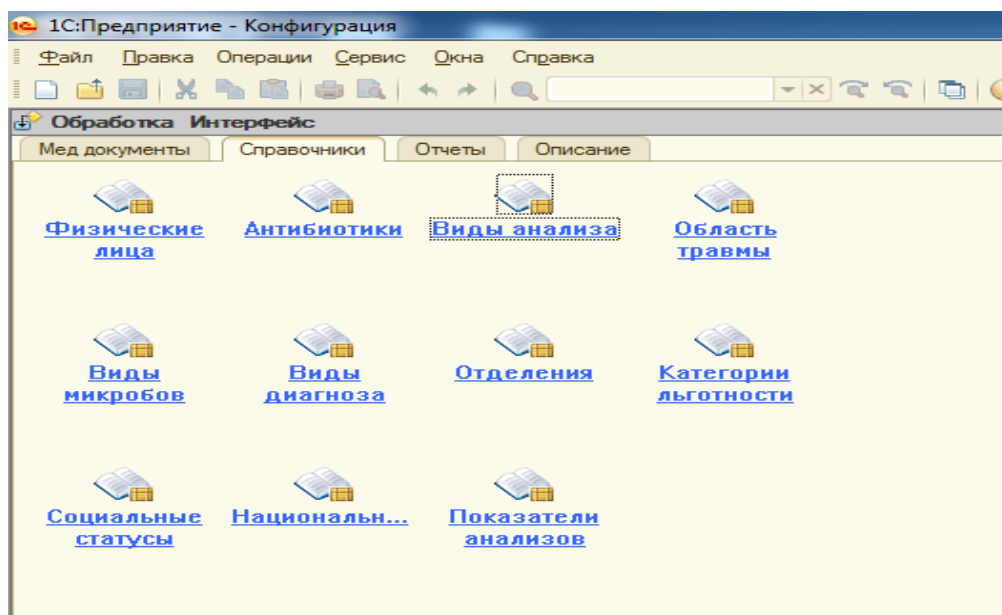 1С:Предприятие - Конфигурация
Файл Правка Операции Сервис Окна Справка
Обработка Интерфейс
Мед документы Справочники Отчеты Описание
Физические Антибиотики Виды анализа Область
лица травмы
Виды Виды Отделения Категории
микробов диагноза льготности
Социальные Национальн... Показатели
статусы анализов